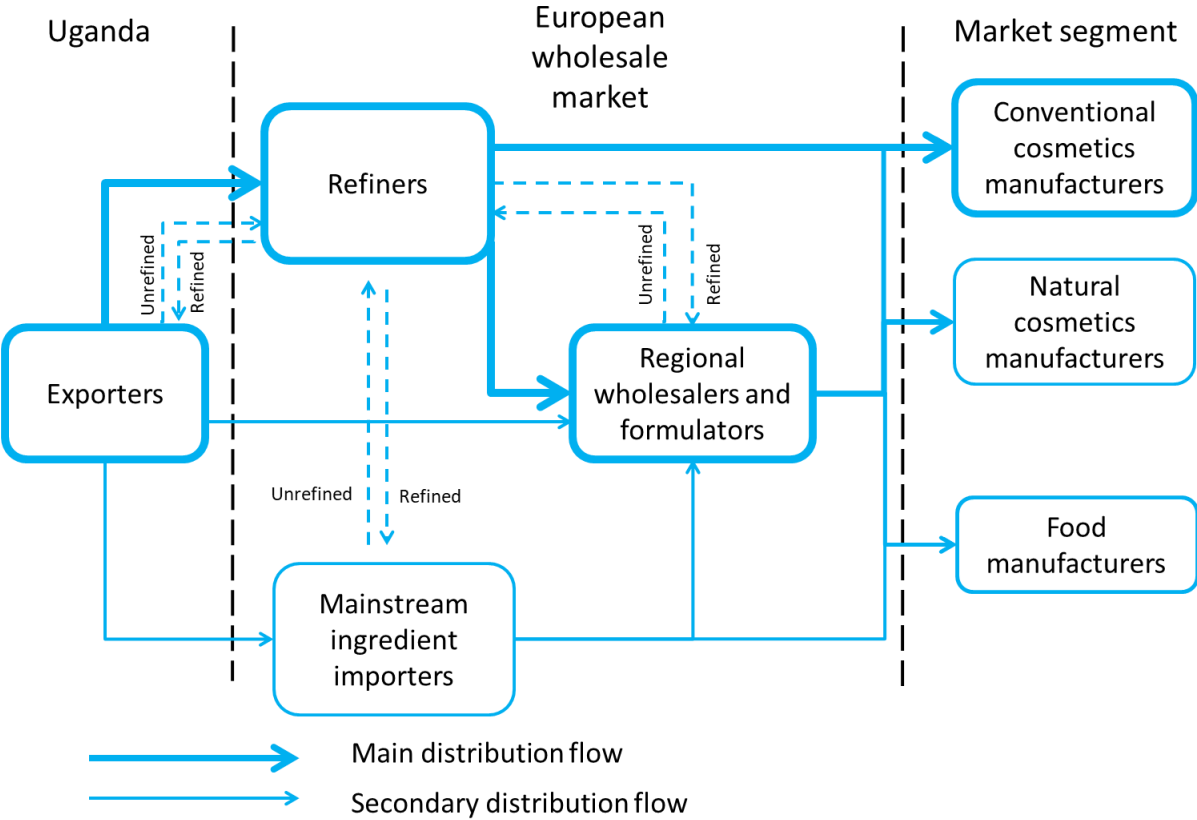 Uganda
European
wholesale
market
Market segment
Refiners
Conventional
cosmetics
manufacturers
Unrefined
Refined
Unrefined
Refined
Natural
cosmetics
manufacturers
Exporters
Regional
wholesalers and
formulators
Unrefined
Refined
Food
manufacturers
Mainstream
ingredient
importers
Main distribution flow
Secondary distribution flow